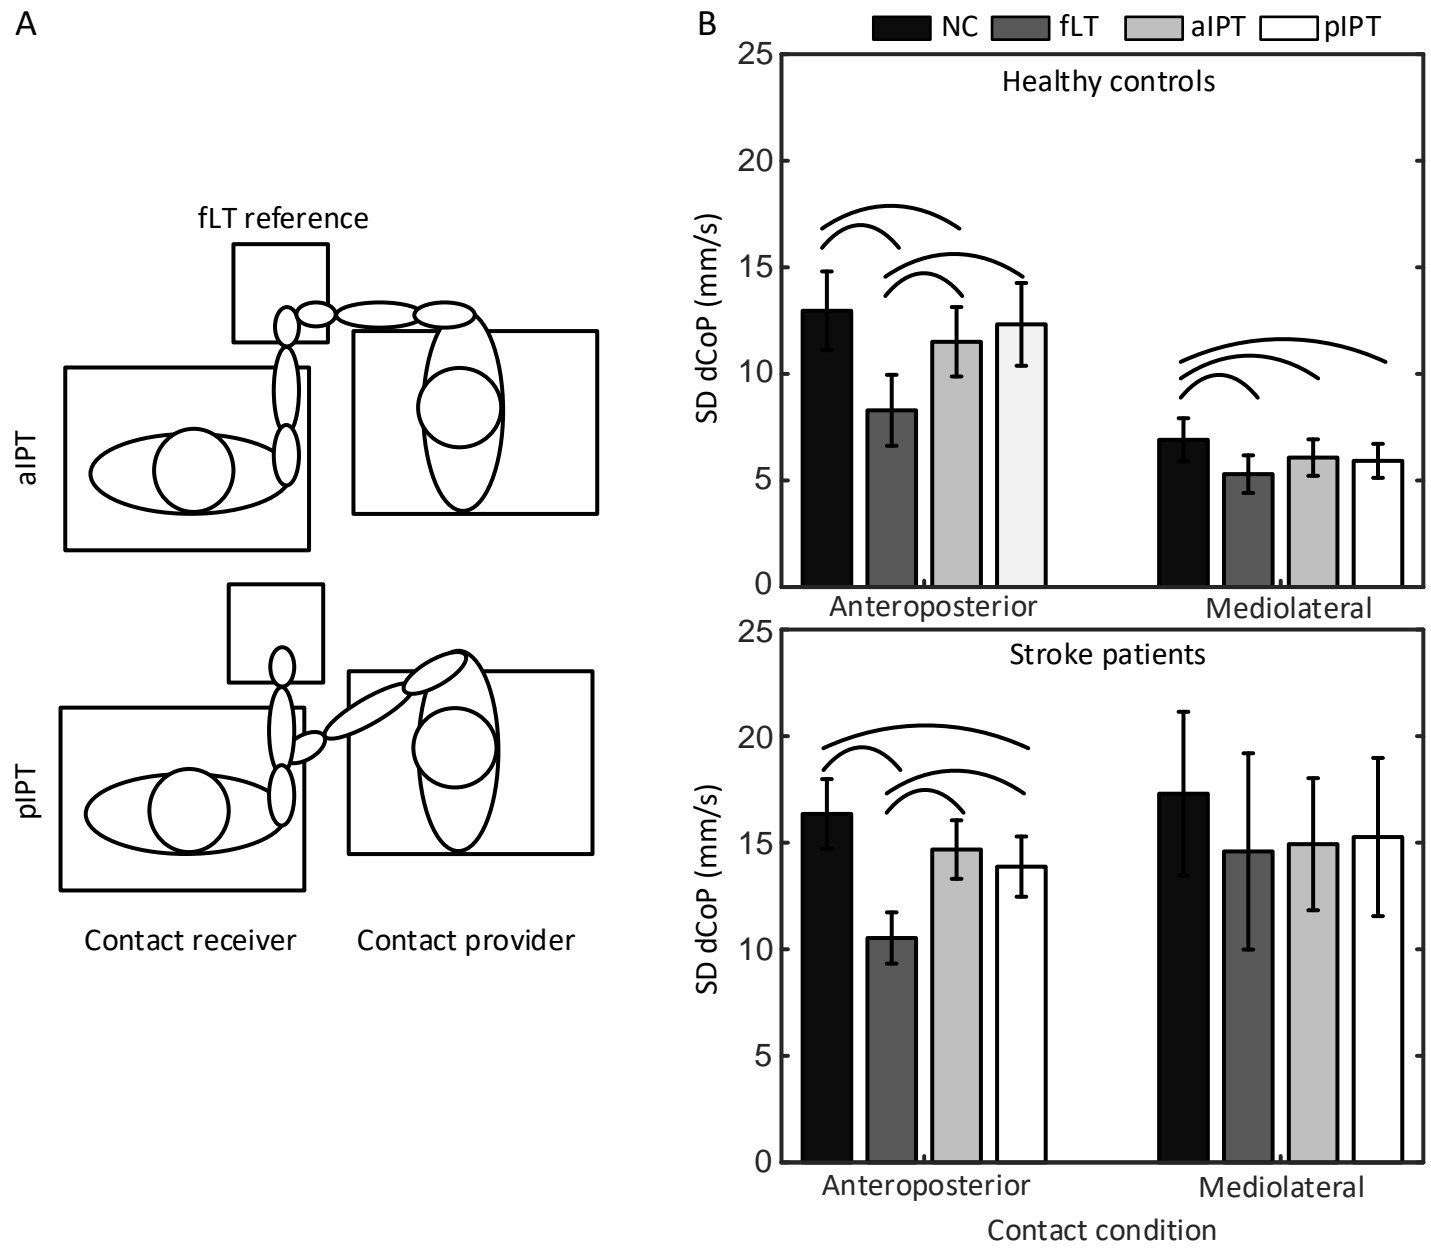 A
fLT reference
aIPT
pIPT
Contact receiver
Contact provider
B
NC
fLT
aIPT
pIPT
Healthy controls
25
20
15
10
5
0
SD dCoP (mm/s)
Anteroposterior
Mediolateral
Stroke patients
25
20
15
10
5
0
SD dCoP (mm/s)
Anteroposterior
Mediolateral
Contact condition